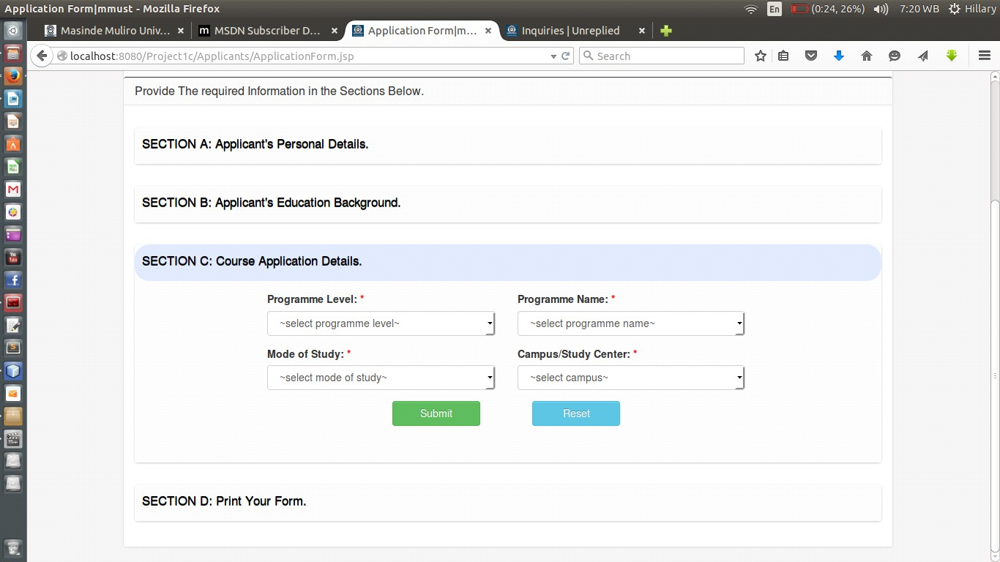 Application Form|mmust - Mozilla Firefox
En (0:24, 26%) 7:20 WB Hillary
Masinde Muliro Univ... × m MSDN Subscriber D... × Application Form|m... × Inquiries | Unreplied ×
localhost:8080/Project1c/Applicants/ApplicationForm.jsp Search
Provide The required Information in the Sections Below.
SECTION A: Applicant's Personal Details.
SECTION B: Applicant's Education Background.
SECTION C: Course Application Details.
Programme Level: * Programme Name: *
~select programme level~ ~select programme name~
Mode of Study: * Campus/Study Center: *
~select mode of study~ ~select campus~
Submit Reset
SECTION D: Print Your Form.